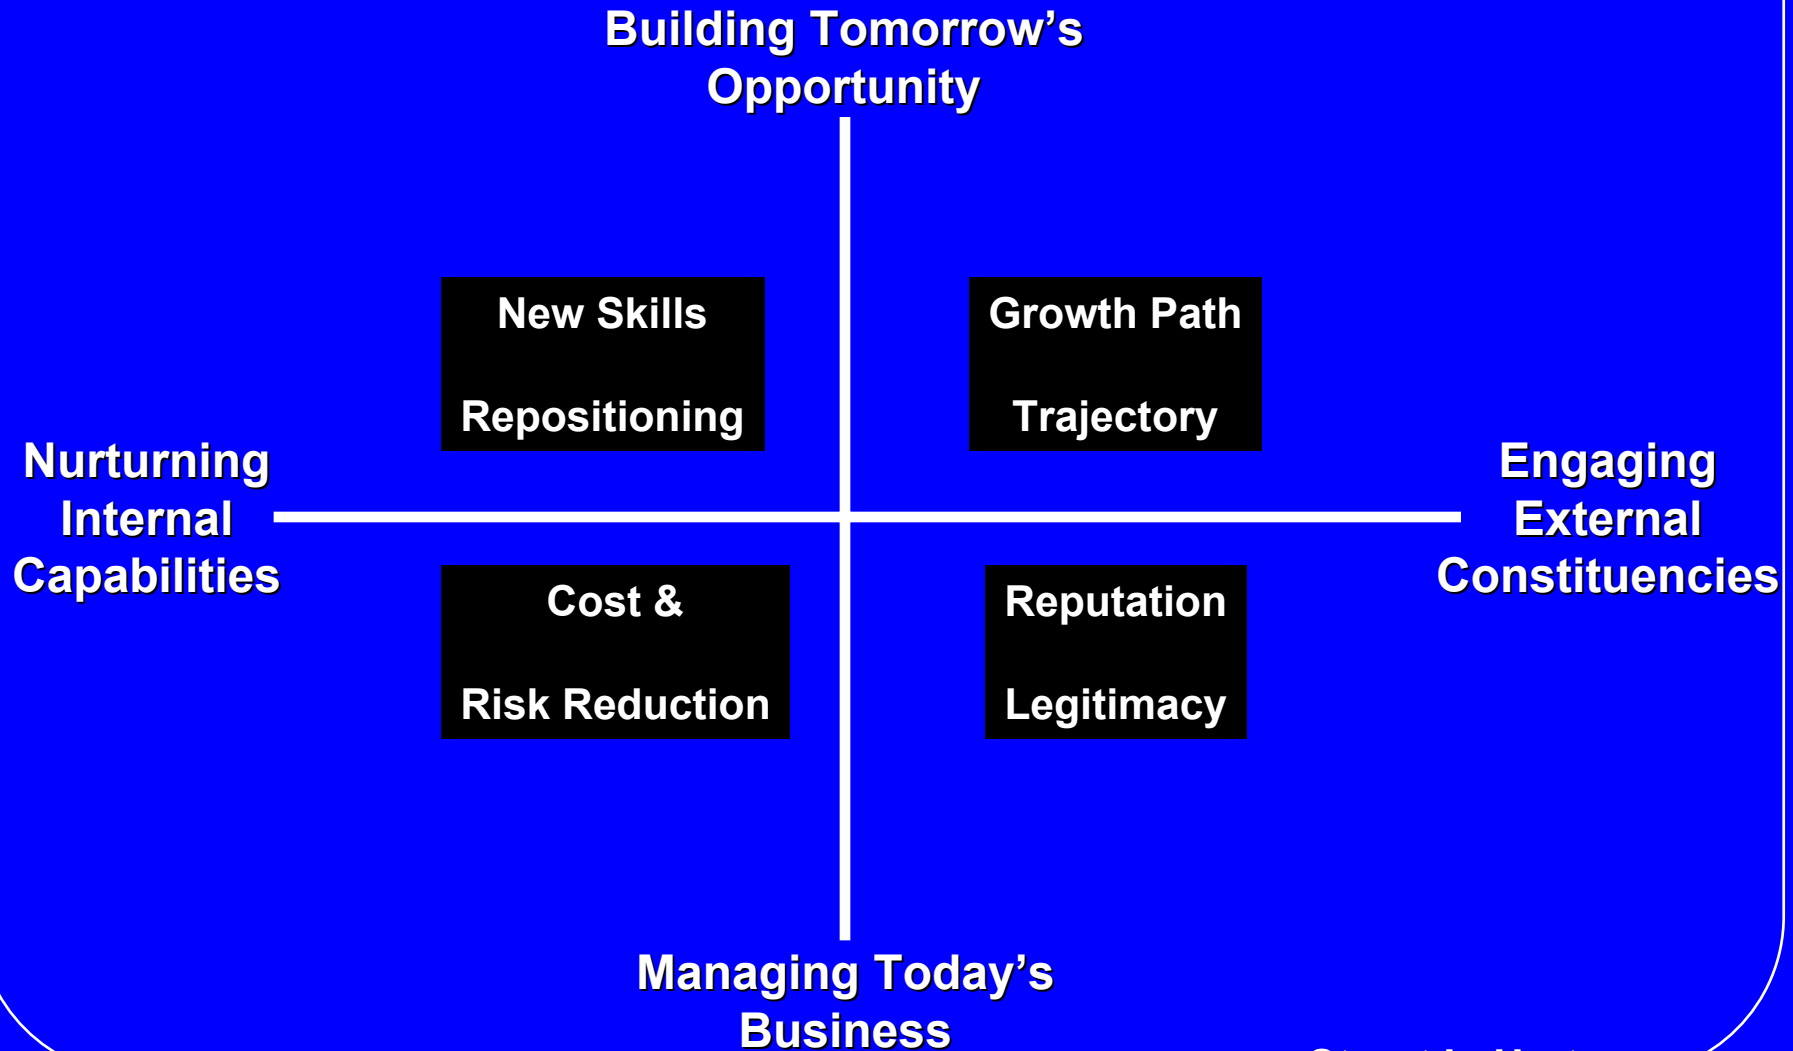 Building Tomorrow’s
Opportunity
New Skills
Repositioning
Growth Path
Trajectory
Nurturning
Internal
Capabilities
Engaging
External
Constituencies
Cost &
Risk Reduction
Reputation
Legitimacy
Managing Today’s
Business